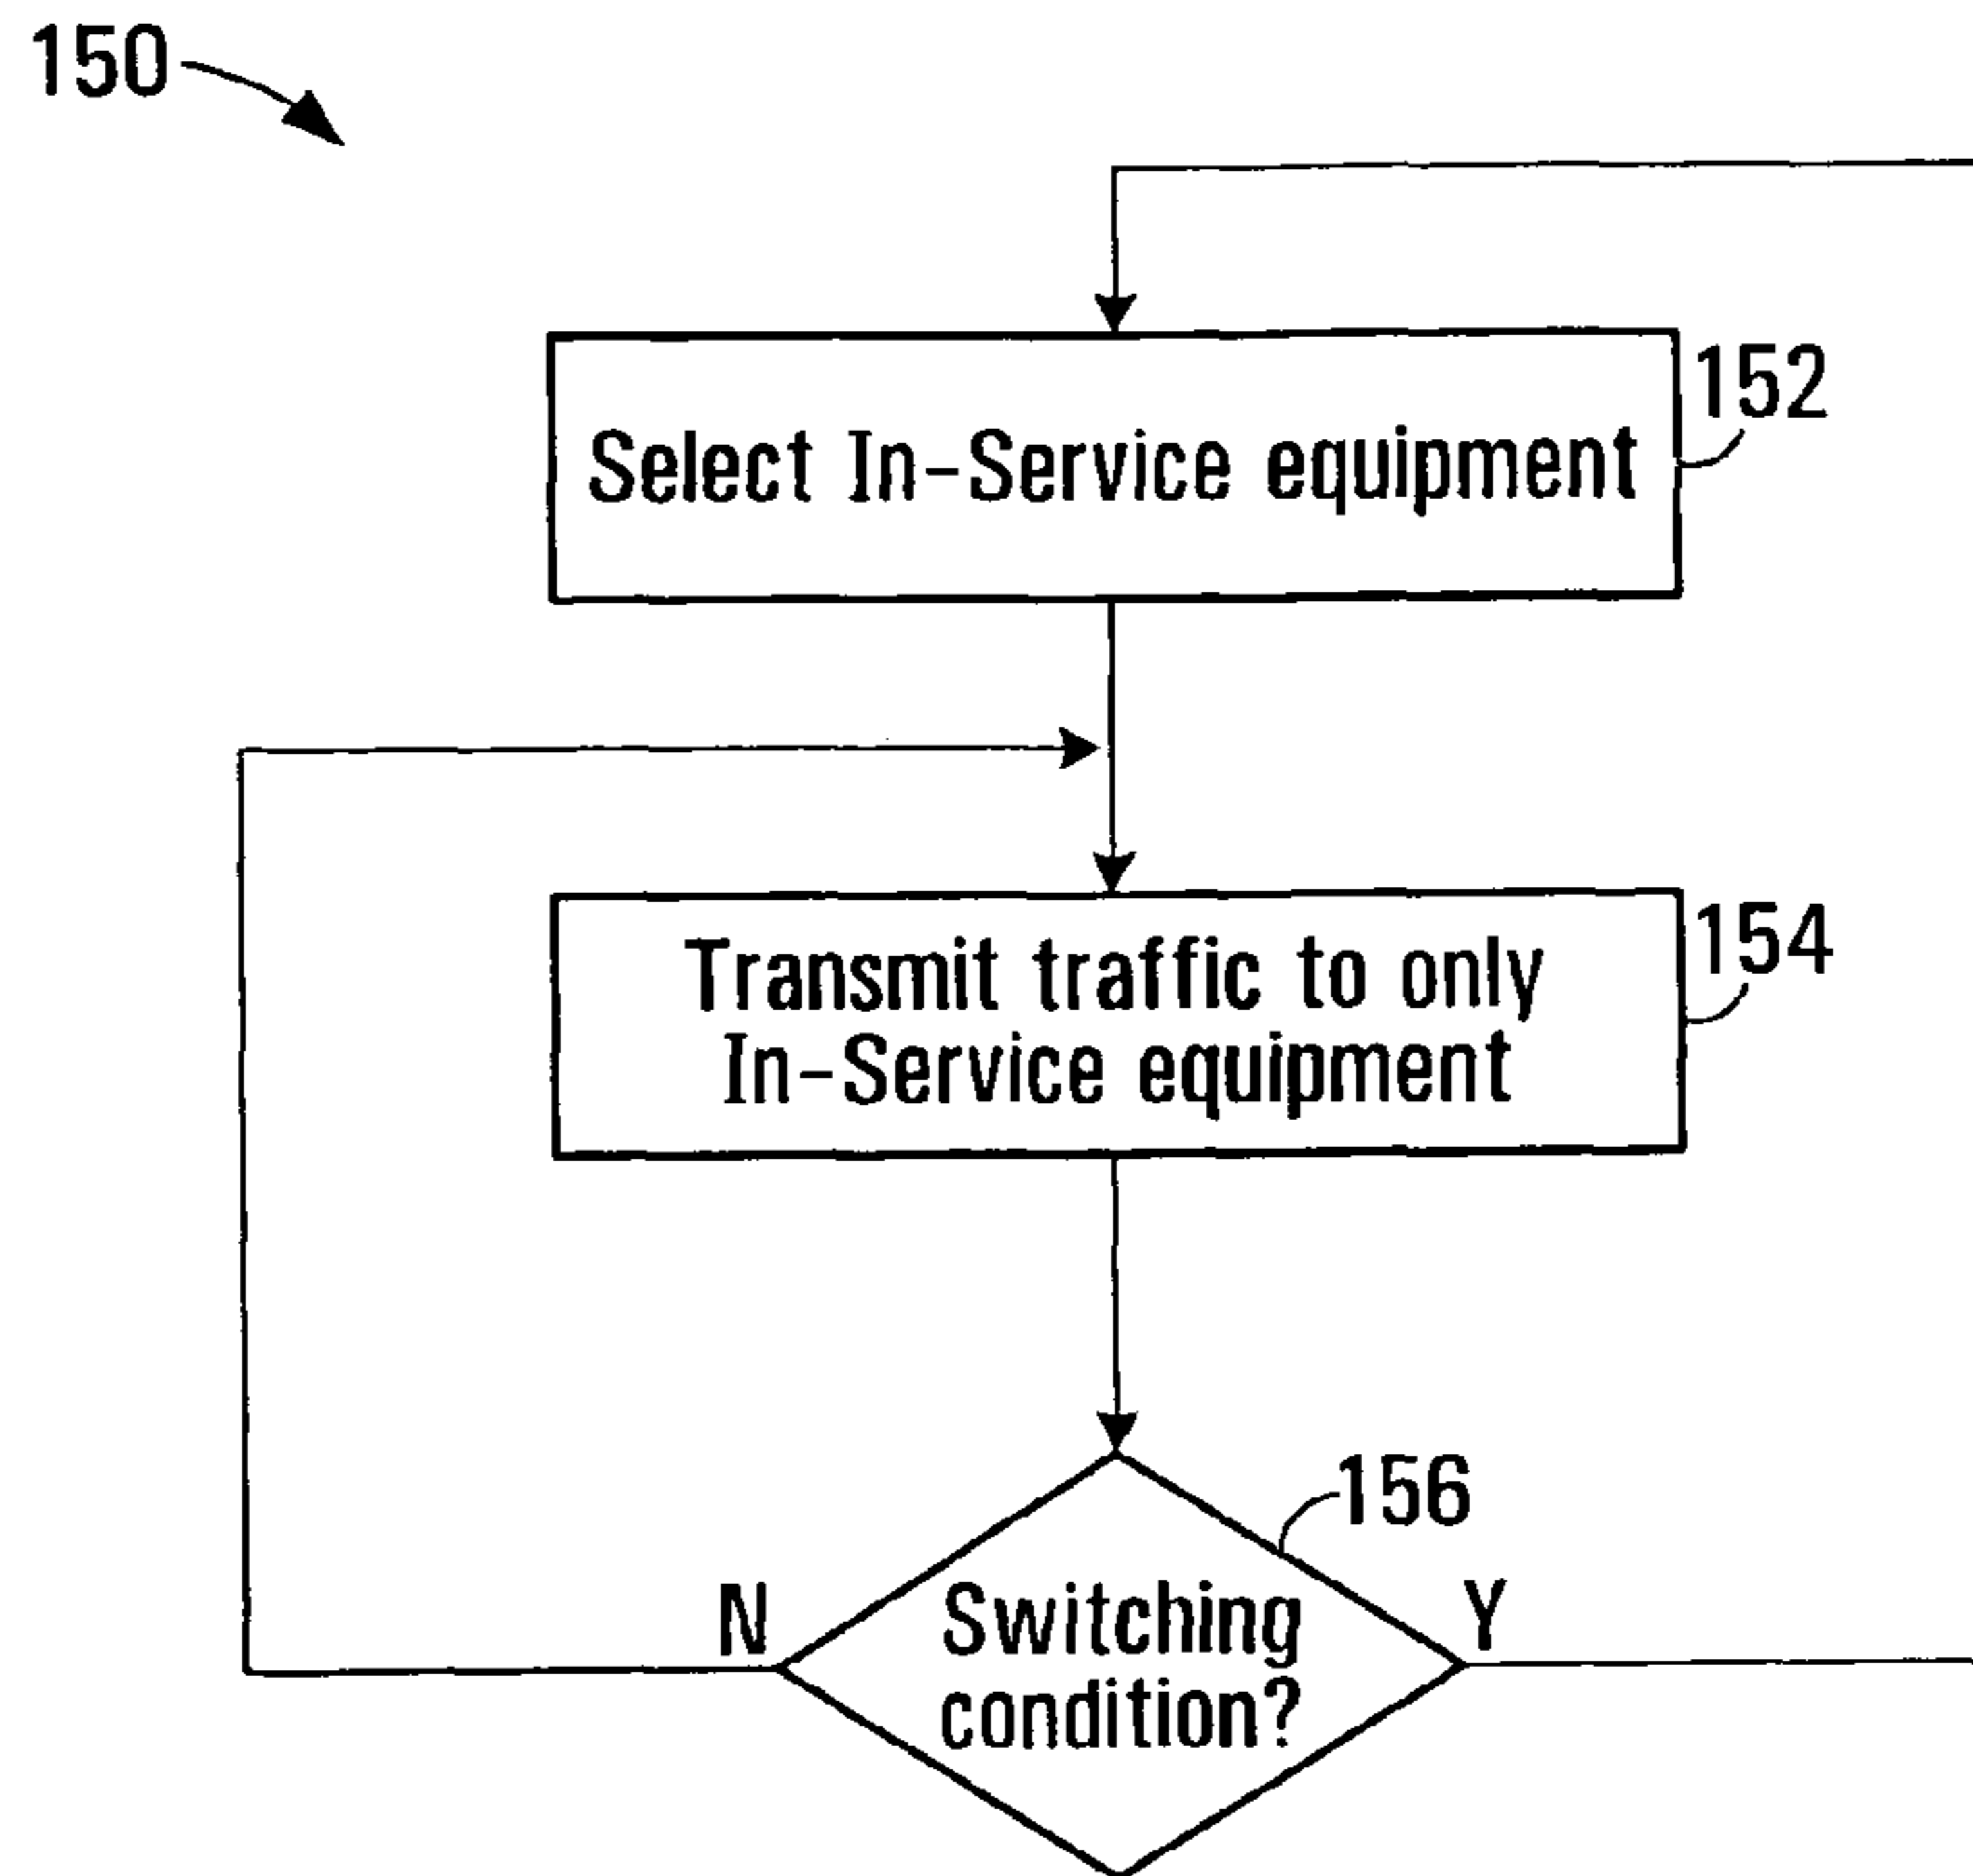 150
152
Select In-Service equipment
154
Transmit traffic to only
In-Service equipment
156
N
Y
Switching
condition?